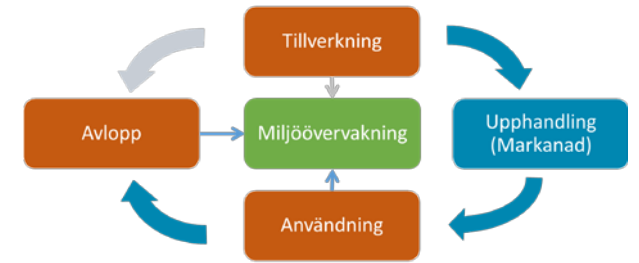 Tillverkning
Avlopp
Miljöövervakning
Upphandling
(Markanad)
Användning